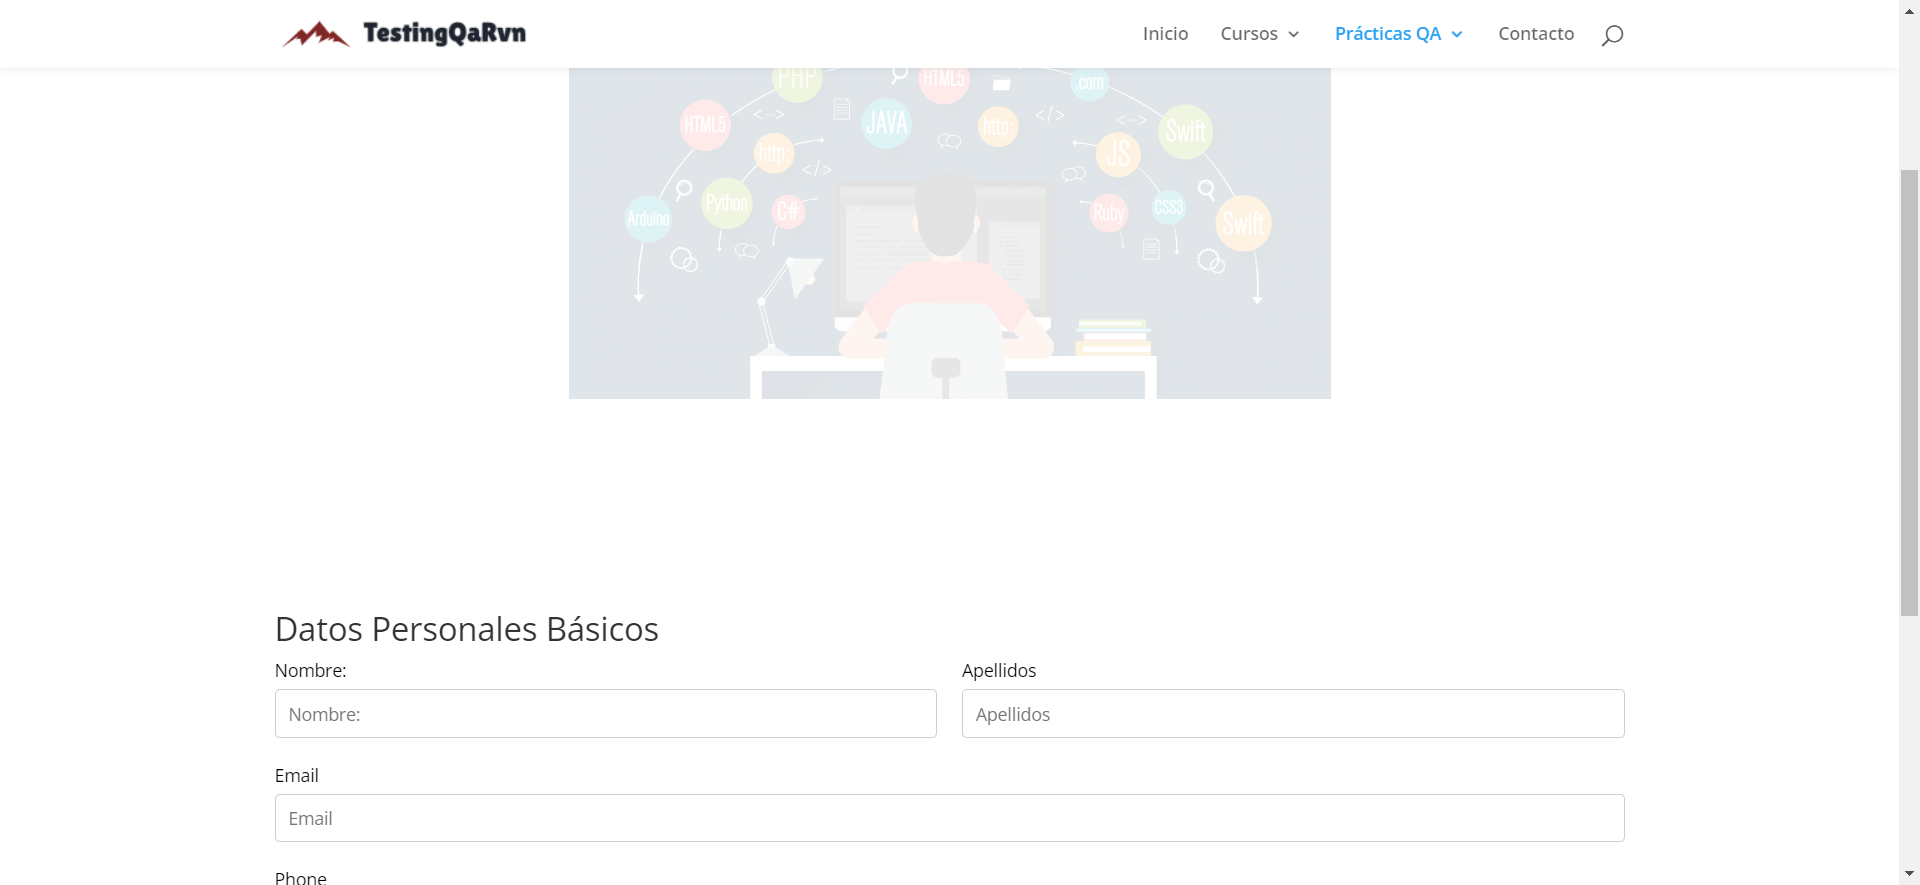 TestingQaRvn
Inicio Cursos Prácticas QA Contacto
PHP HTML5 .com
HTML5 JAVA http: Swift
http: JS
Arduino Python C# Ruby CSS3 Swift
Datos Personales Básicos
Nombre: Apellidos
Nombre: Apellidos
Email
Email
Phone